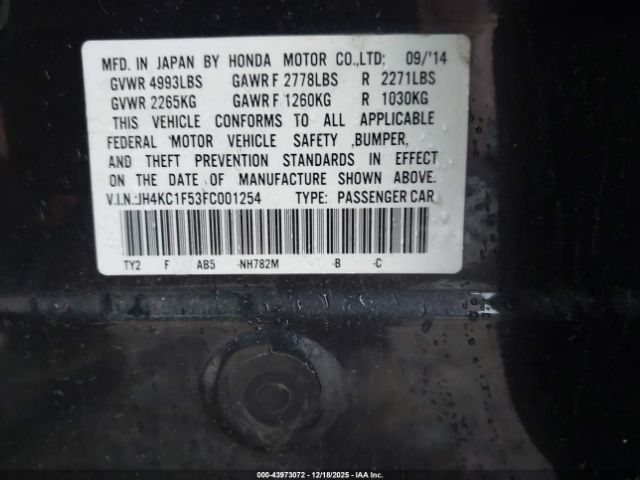 MFD. IN JAPAN BY HONDA MOTOR CO.,LTD; 09/'14
GVWR 4993LBS GAWR F 2778LBS R 2271LBS
GVWR 2265KG GAWR F 1260KG R 1030KG
THIS VEHICLE CONFORMS TO ALL APPLICABLE
FEDERAL MOTOR VEHICLE SAFETY ,BUMPER,
AND THEFT PREVENTION STANDARDS IN EFFECT
ON THE DATE OF MANUFACTURE SHOWN ABOVE.
V.I.N.:JH4KC1F53FC001254 TYPE: PASSENGER CAR
TY2 F AB5 -NH782M -B -C
000-43973072 - 12/18/2025 - IAAI.com